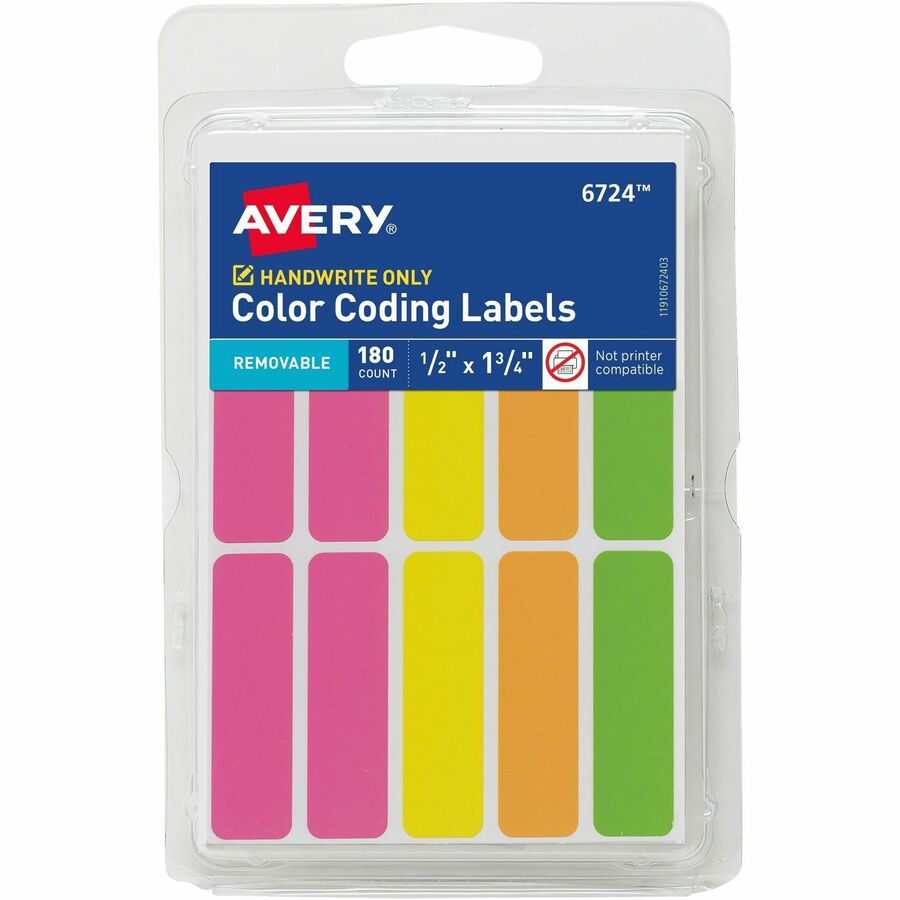 AVERY®
6724™
HANDWRITE ONLY
Color Coding Labels
11910672403
REMOVABLE
180
COUNT
1/2" x 1 3/4"
Not printer
compatible